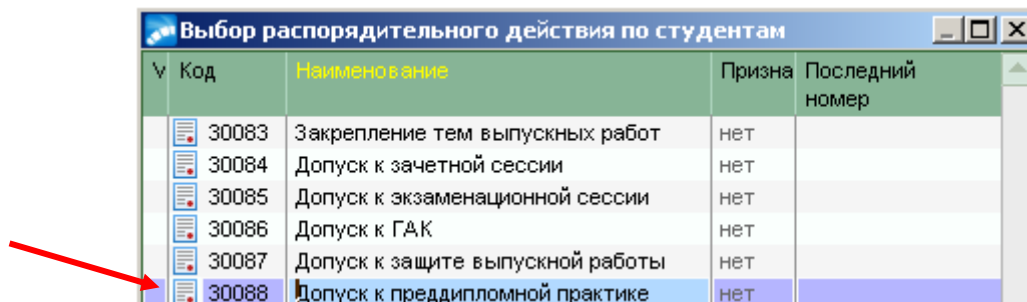 Выбор распорядительного действия по студентам
V Код Наименование Призна Последний номер
30083 Закрепление тем выпускных работ нет
30084 Допуск к зачетной сессии нет
30085 Допуск к экзаменационной сессии нет
30086 Допуск к ГАК нет
30087 Допуск к защите выпускной работы нет
30088 Допуск к преддипломной практике нет